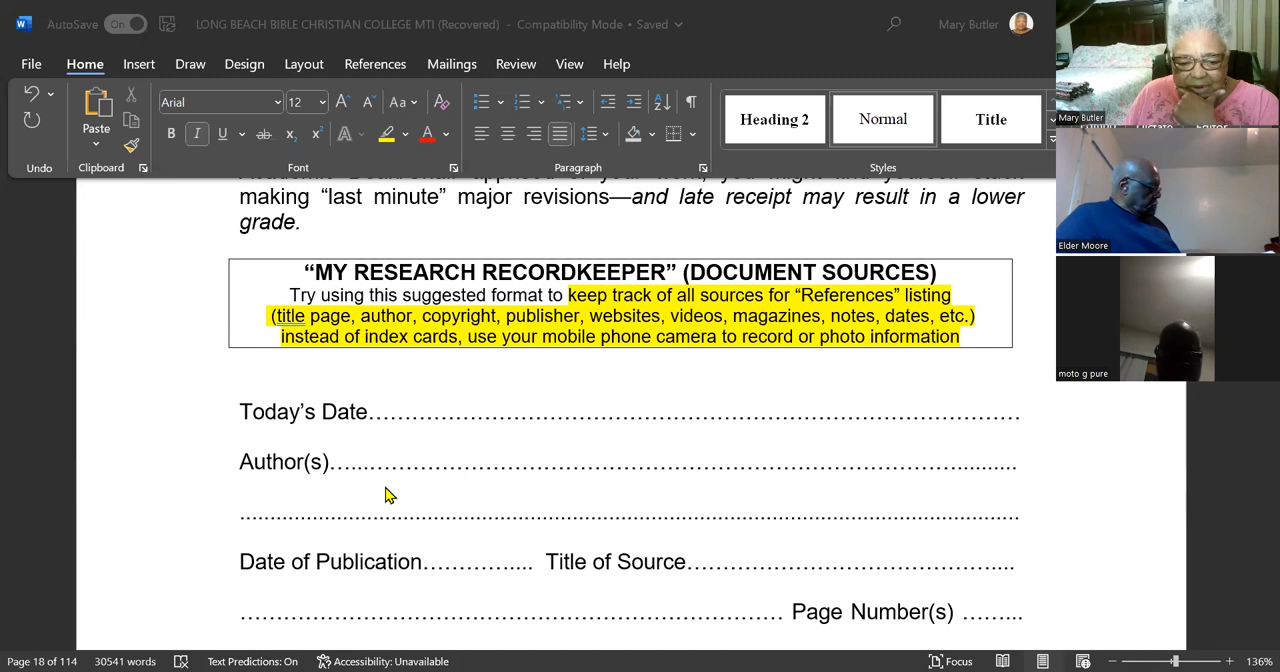 AutoSave On LONG BEACH BIBLE CHRISTIAN COLLEGE MTI (Recovered) - Compatibility Mode • Saved Mary Butler
File Home Insert Draw Design Layout References Mailings Review View Help
Arial 12 Aa
Paste
Heading 2 Normal Title
Undo Clipboard Font Paragraph Styles
making “last minute” major revisions—and late receipt may result in a lower
grade.
“MY RESEARCH RECORDKEEPER” (DOCUMENT SOURCES)
Try using this suggested format to keep track of all sources for “References” listing
(title page, author, copyright, publisher, websites, videos, magazines, notes, dates, etc.)
instead of index cards, use your mobile phone camera to record or photo information
Today’s Date……………………………………………………………………………
Author(s)…...………………………………………………………………………..........
………………………………………………………………………………………………
Date of Publication………….... Title of Source…………………………………….…...
………………………………………………………………… Page Number(s) ……...
Page 18 of 114 30541 words Text Predictions: On Accessibility: Unavailable Focus 136%
Mary Butler
Elder Moore
moto g pure